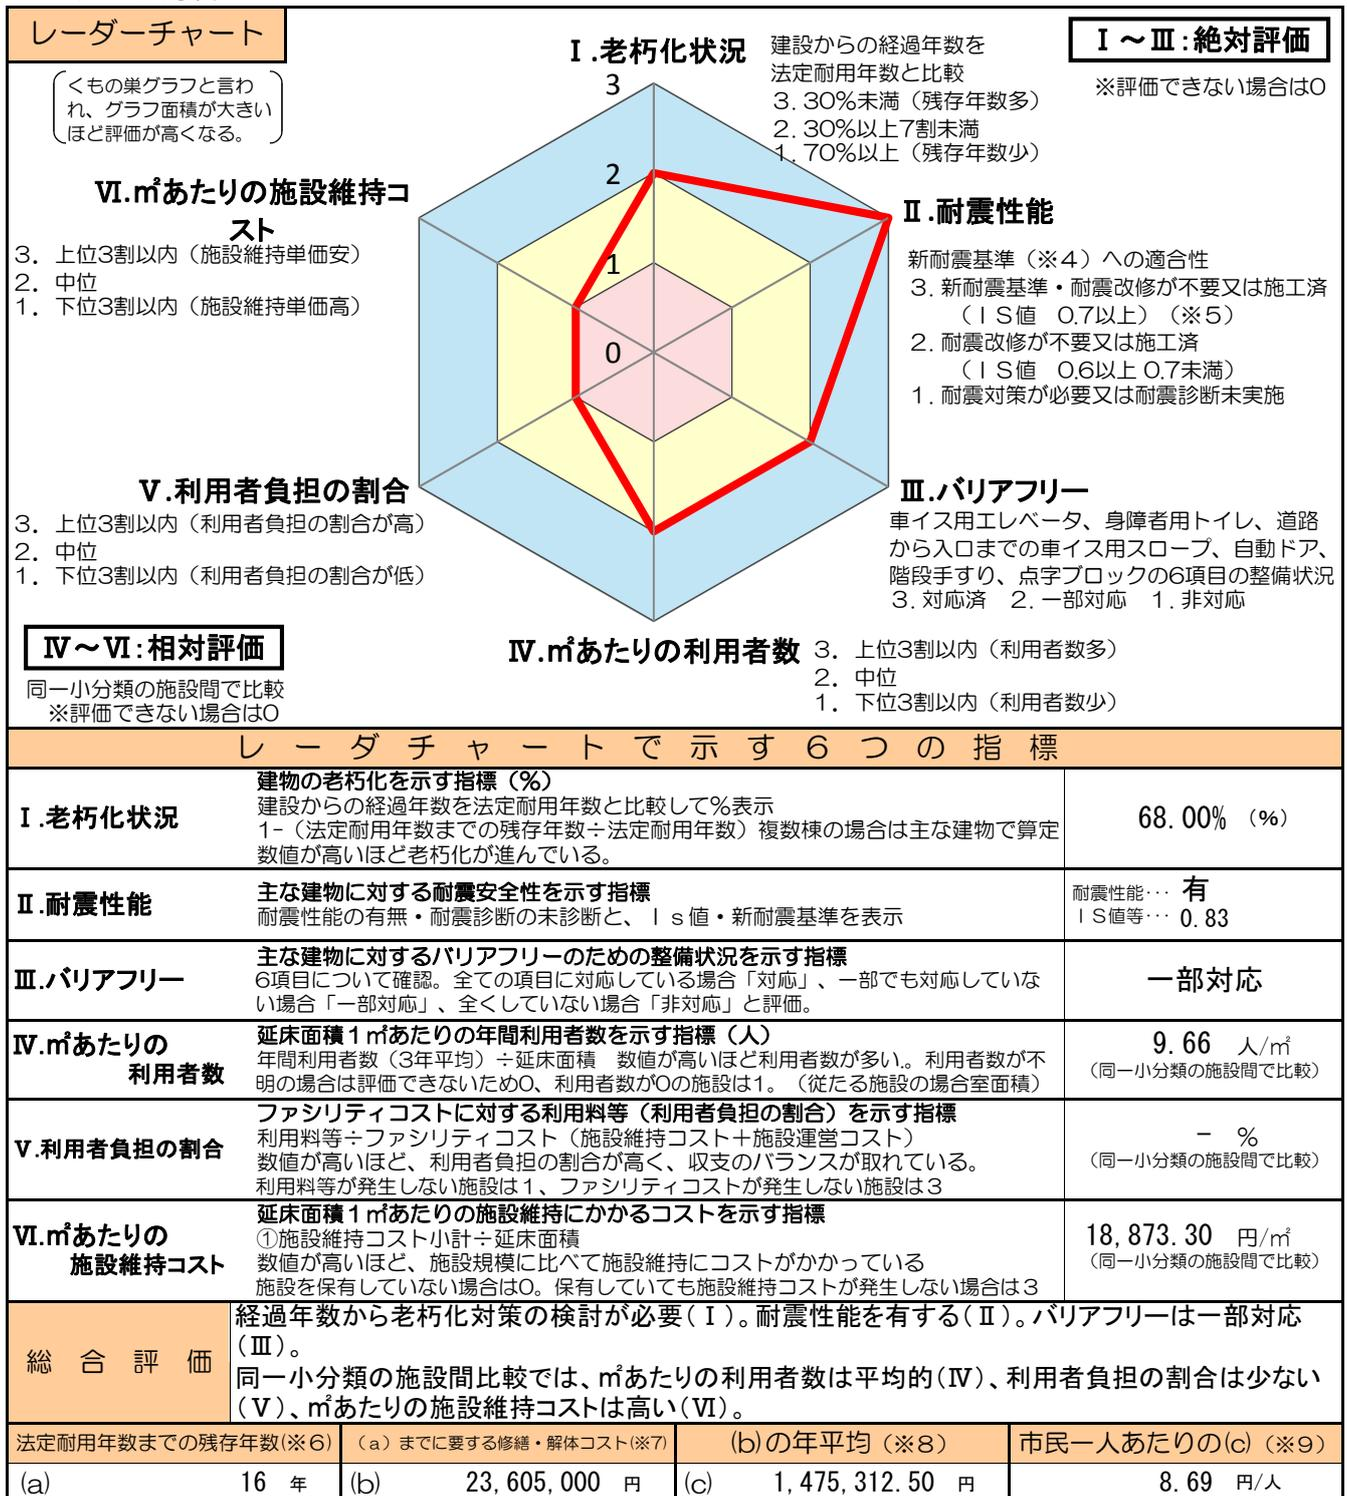 レーダーチャート
くもの巣グラフと言わ
れ、グラフ面積が大きい
ほど評価が高くなる。
Ⅰ.老朽化状況
建設からの経過年数を
法定耐用年数と比較
3. 30%未満（残存年数多）
2. 30%以上7割未満
1. 70%以上（残存年数少）
Ⅰ～Ⅲ：絶対評価
※評価できない場合は0
3
2
1
0
Ⅵ.㎡あたりの施設維持コ
スト
3. 上位3割以内（施設維持単価安）
2. 中位
1. 下位3割以内（施設維持単価高）
Ⅱ.耐震性能
新耐震基準（※４）への適合性
3. 新耐震基準・耐震改修が不要又は施工済
（ＩＳ値　0.7以上）（※５）
2. 耐震改修が不要又は施工済
（ＩＳ値　0.6以上 0.7未満）
1. 耐震対策が必要又は耐震診断未実施
Ⅴ.利用者負担の割合
3. 上位3割以内（利用者負担の割合が高）
2. 中位
1. 下位3割以内（利用者負担の割合が低）
Ⅲ.バリアフリー
車イス用エレベータ、身障者用トイレ、道路
から入口までの車イス用スロープ、自動ドア、
階段手すり、点字ブロックの6項目の整備状況
3. 対応済　2. 一部対応　1. 非対応
Ⅳ～Ⅵ：相対評価
同一小分類の施設間で比較
※評価できない場合は0
Ⅳ.㎡あたりの利用者数
3. 上位3割以内（利用者数多）
2. 中位
1. 下位3割以内（利用者数少）
レーダチャートで示す６つの指標
Ⅰ.老朽化状況
建物の老朽化を示す指標（%）
建設からの経過年数を法定耐用年数と比較して%表示
1-（法定耐用年数までの残存年数÷法定耐用年数）複数棟の場合は主な建物で算定
数値が高いほど老朽化が進んでいる。
68.00%（%）
Ⅱ.耐震性能
主な建物に対する耐震安全性を示す指標
耐震性能の有無・耐震診断の未診断と、Ｉｓ値・新耐震基準を表示
耐震性能･･･ 有
ＩＳ値等･･･ 0.83
Ⅲ.バリアフリー
主な建物に対するバリアフリーのための整備状況を示す指標
6項目について確認。全ての項目に対応している場合「対応」、一部でも対応していな
い場合「一部対応」、全くしていない場合「非対応」と評価。
一部対応
Ⅳ.㎡あたりの
利用者数
延床面積１㎡あたりの年間利用者数を示す指標（人）
年間利用者数（3年平均）÷延床面積　数値が高いほど利用者数が多い。利用者数が不
明の場合は評価できないため0、利用者数が0の施設は1。（従たる施設の場合室面積）
9.66　人/㎡
（同一小分類の施設間で比較）
Ⅴ.利用者負担の割合
ファシリティコストに対する利用料等（利用者負担の割合）を示す指標
利用料等÷ファシリティコスト（施設維持コスト＋施設運営コスト）
数値が高いほど、利用者負担の割合が高く、収支のバランスが取れている。
利用料等が発生しない施設は１、ファシリティコストが発生しない施設は３
－　%
（同一小分類の施設間で比較）
Ⅵ.㎡あたりの
施設維持コスト
延床面積１㎡あたりの施設維持にかかるコストを示す指標
①施設維持コスト小計÷延床面積
数値が高いほど、施設規模に比べて施設維持にコストがかかっている
施設を保有していない場合は0。保有していても施設維持コストが発生しない場合は３
18,873.30　円/㎡
（同一小分類の施設間で比較）
総合評価
経過年数から老朽化対策の検討が必要(Ⅰ)。耐震性能を有する(Ⅱ)。バリアフリーは一部対応
(Ⅲ)。
同一小分類の施設間比較では、㎡あたりの利用者数は平均的(Ⅳ)、利用者負担の割合は少ない
(Ⅴ)、㎡あたりの施設維持コストは高い(Ⅵ)。
法定耐用年数までの残存年数(※６)
（ａ）までに要する修繕・解体コスト(※7)
(b)の年平均（※８）
市民一人あたりの(c)（※９）
(a)　16　年
(b)　23,605,000　円
(c)　1,475,312.50　円
8.69　円/人